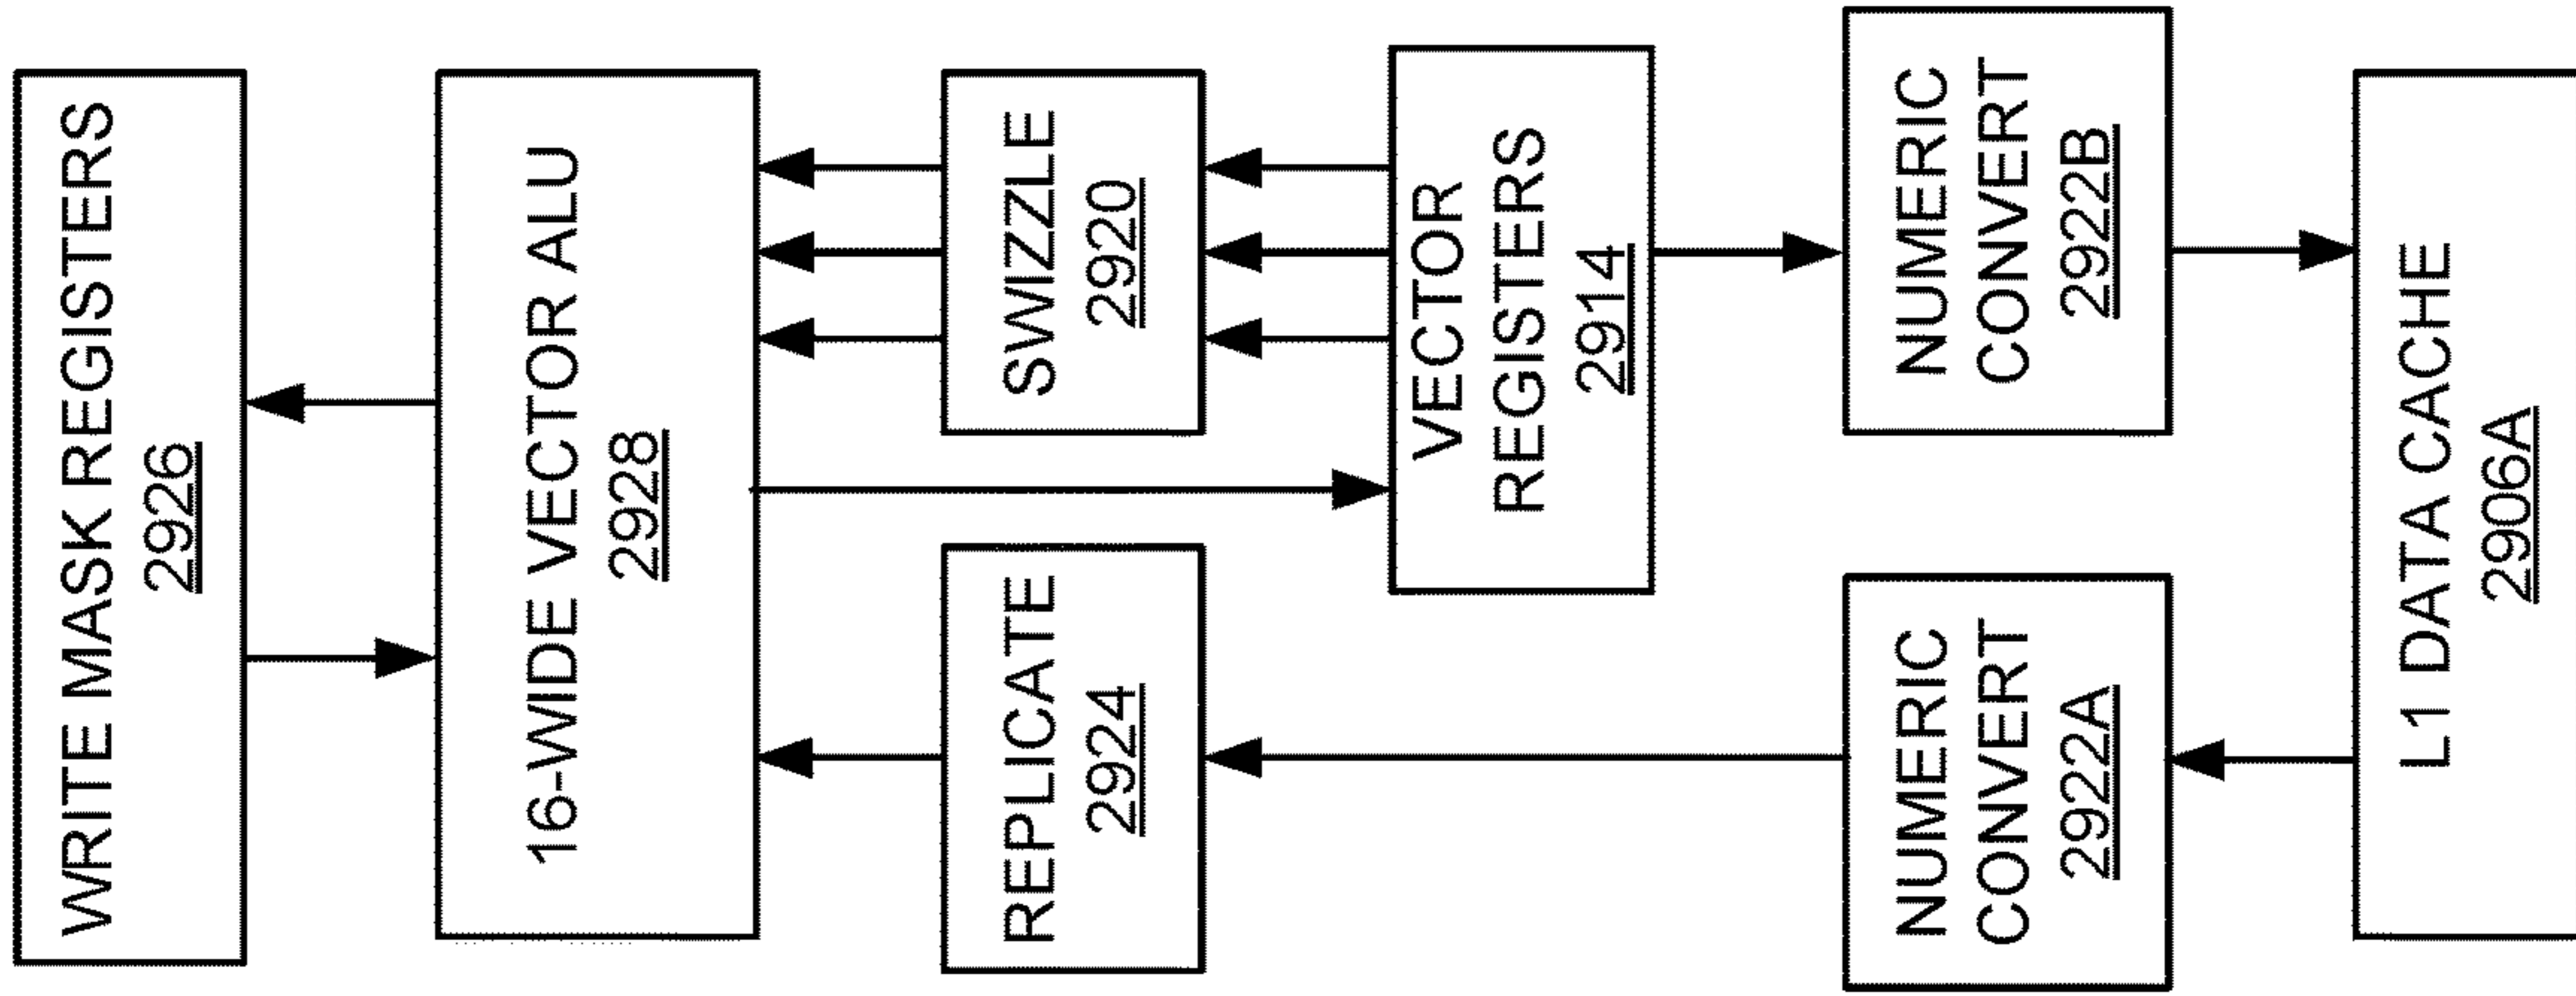 WRITE MASK REGISTERS
2926
16-WIDE VECTOR ALU
2928
REPLICATE
2924
SWIZZLE
2920
VECTOR
REGISTERS
2914
NUMERIC
CONVERT
2922A
NUMERIC
CONVERT
2922B
L1 DATA CACHE
2906A